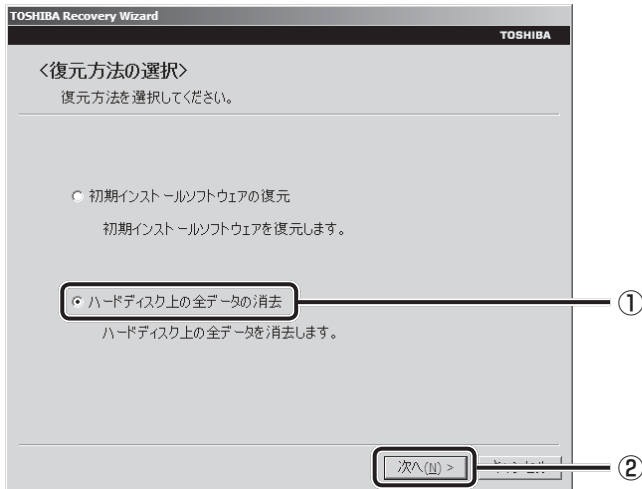 TOSHIBA Recovery Wizard
TOSHIBA
<復元方法の選択>
復元方法を選択してください。
初期インストールソフトウェアの復元
初期インストールソフトウェアを復元します。
ハードディスク上の全データの消去
①
ハードディスク上の全データを消去します。
次へ(N) >
②